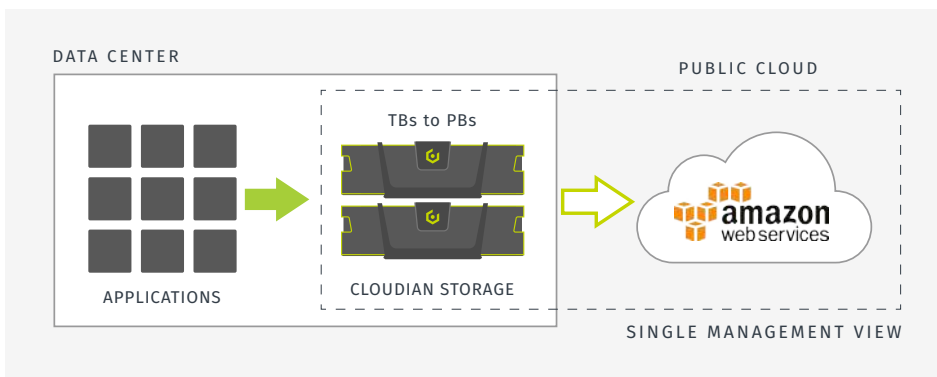 DATA CENTER
PUBLIC CLOUD
TBs to PBs
amazon
webservices
APPLICATIONS
CLOUDIAN STORAGE
SINGLE MANAGEMENT VIEW